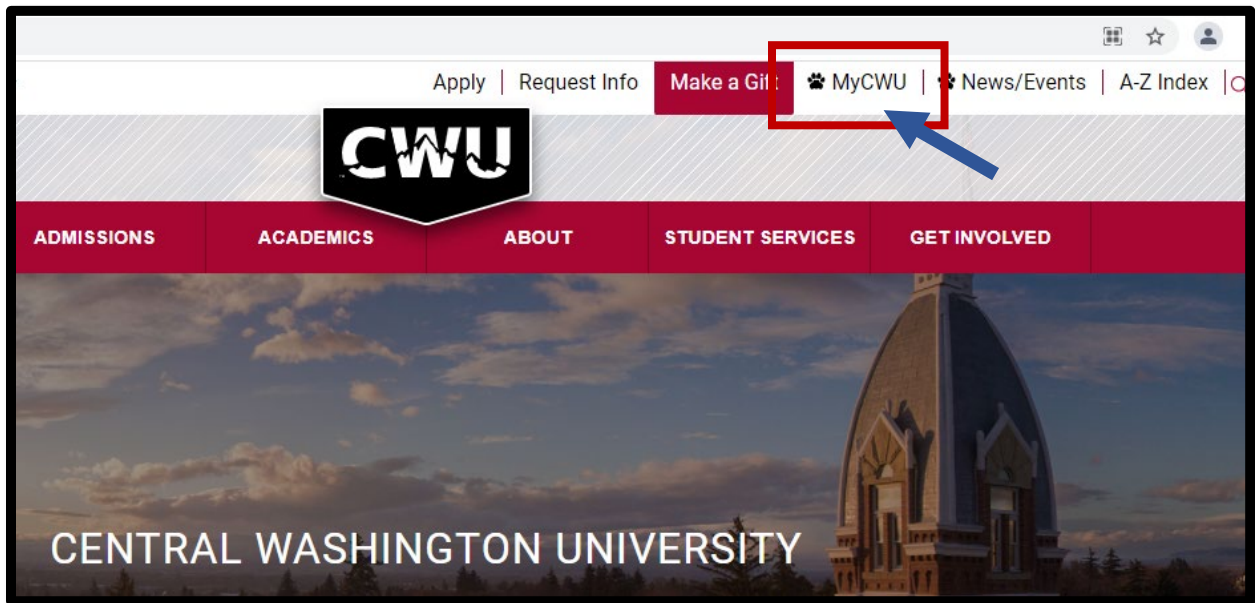 Apply | Request Info Make a Gift MyCWU | News/Events | A-Z Index |
CWU
ADMISSIONS ACADEMICS ABOUT STUDENT SERVICES GET INVOLVED
CENTRAL WASHINGTON UNIVERSITY